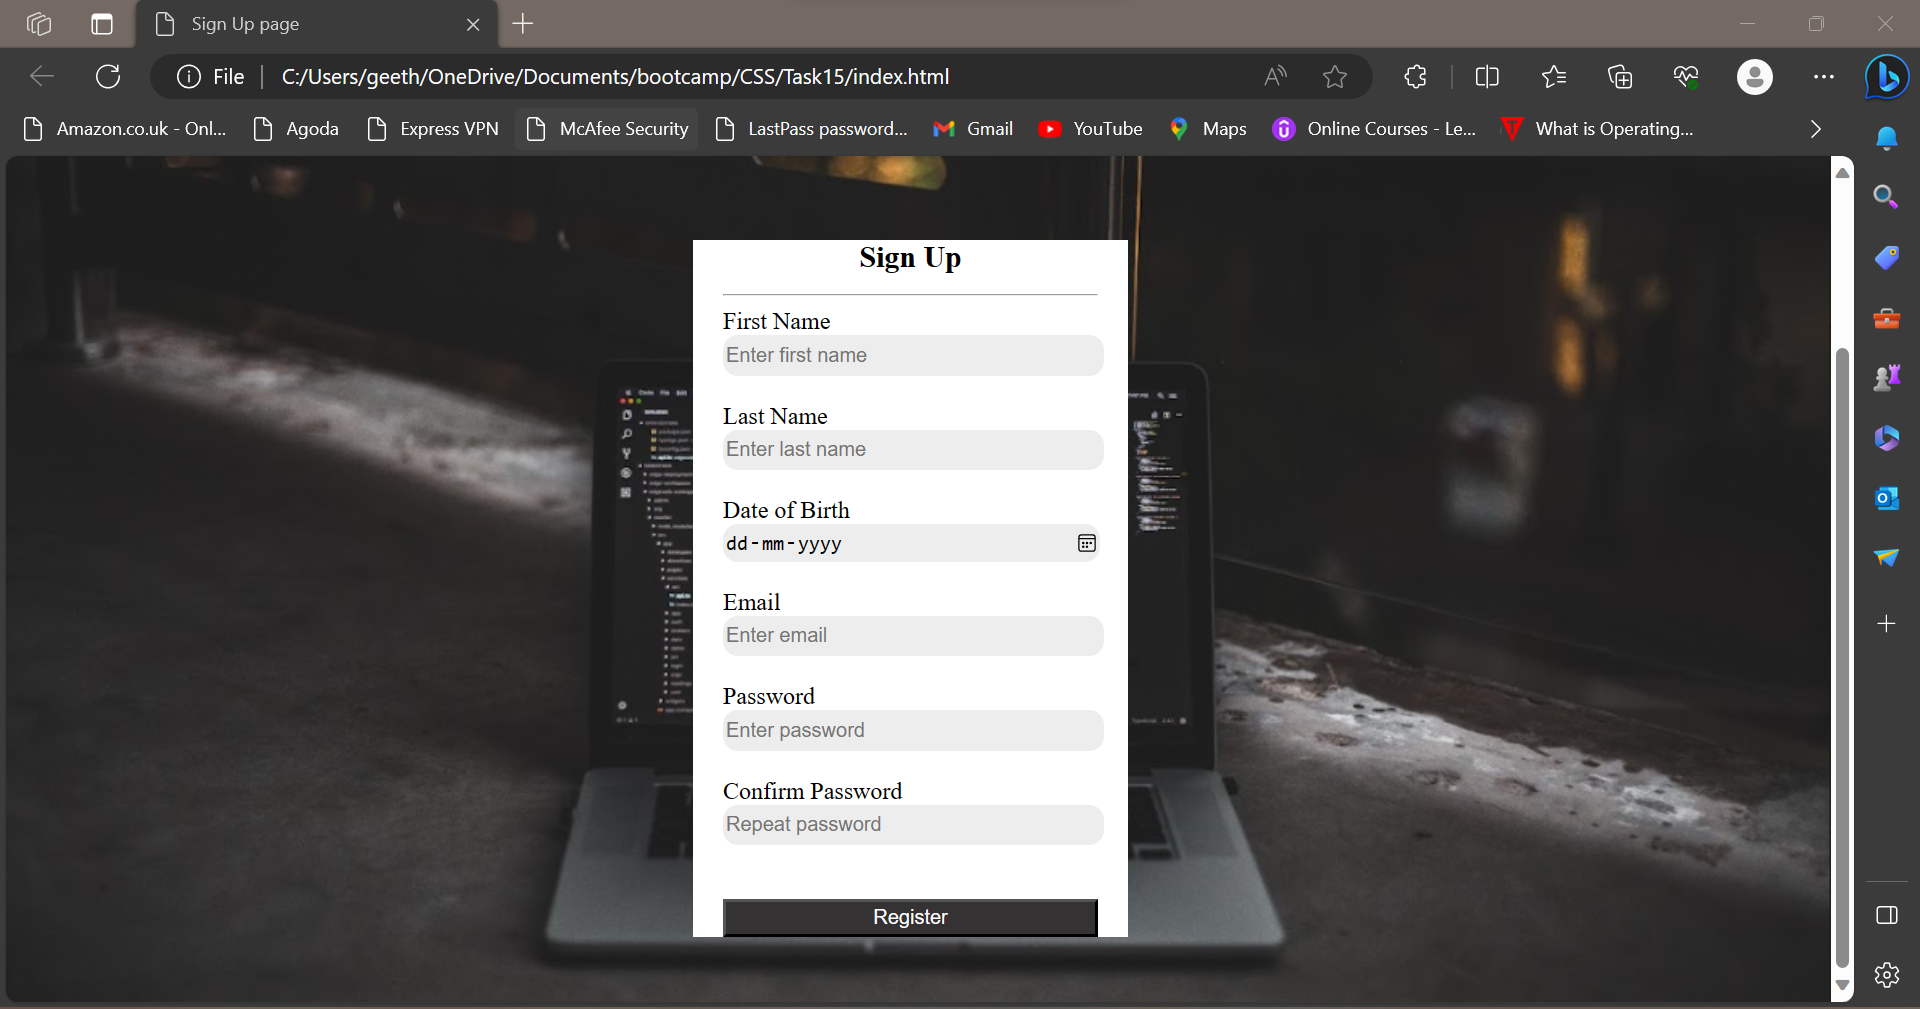 Sign Up page
File
C:/Users/geeth/OneDrive/Documents/bootcamp/CSS/Task15/index.html
Amazon.co.uk - Onl... Agoda Express VPN McAfee Security LastPass password... Gmail YouTube Maps Online Courses - Le... What is Operating...
Sign Up
First Name
Enter first name
Last Name
Enter last name
Date of Birth
dd-mm-yyyy
Email
Enter email
Password
Enter password
Confirm Password
Repeat password
Register